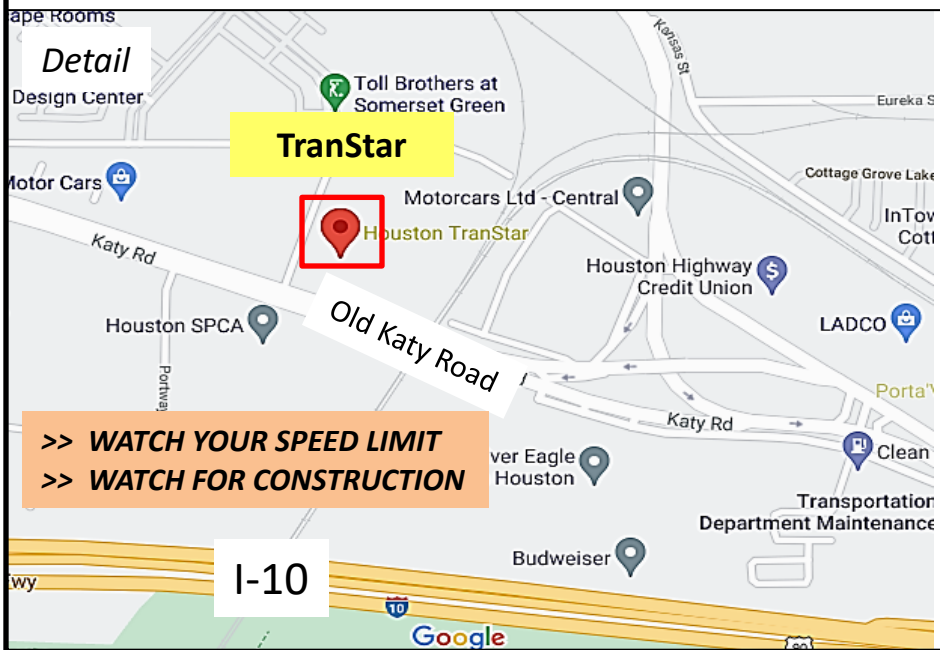 ape Rooms
Detail
Design Center
Toll Brothers at
Somerset Green
Kansas St
Eureka S
TranStar
Motor Cars
Motorcars Ltd - Central
Cottage Grove Lake
InTow
Cott
Houston TranStar
Katy Rd
Houston Highway
Credit Union
Houston SPCA
Old Katy Road
LADCO
Portway
Porta'
Katy Rd
>> WATCH YOUR SPEED LIMIT
>> WATCH FOR CONSTRUCTION
ver Eagle
Houston
Clean
Transportation
Department Maintenance
Budweiser
I-10
wy
10
Google
90